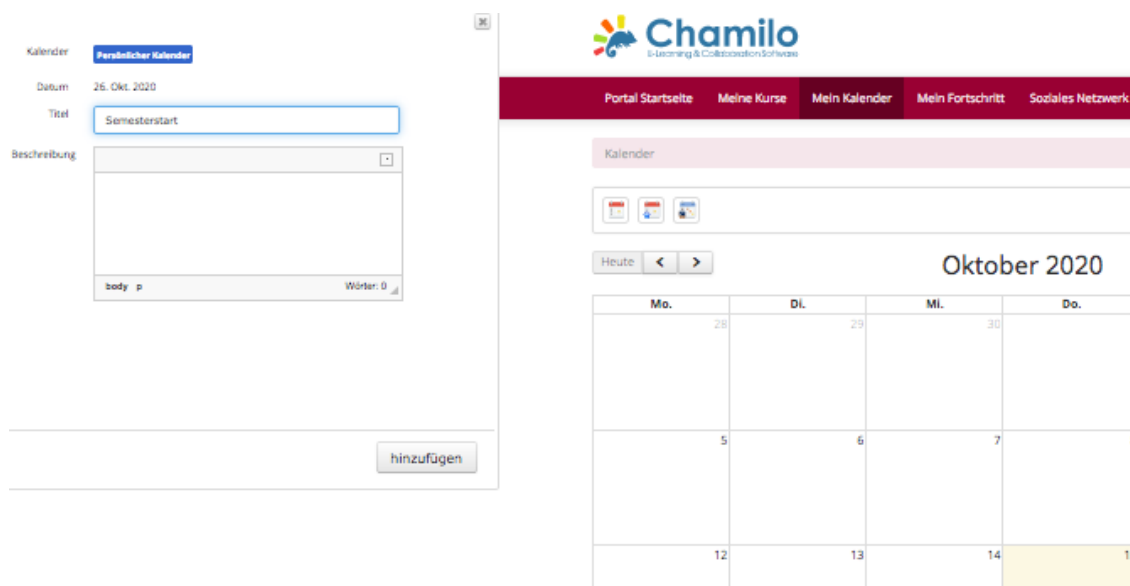 Kalender
Persönlicher Kalender
Datum
26. Okt. 2020
Titel
Semesterstart
Beschreibung
body p
Wörter: 0
hinzufügen
Chamilo
E-Learning & Collaboration Software
Portal Startseite Meine Kurse Mein Kalender Mein Fortschritt Soziales Netzwerk
Kalender
Heute
Oktober 2020
Mo. Di. Mi. Do.
28 29 30
5 6 7
12 13 14